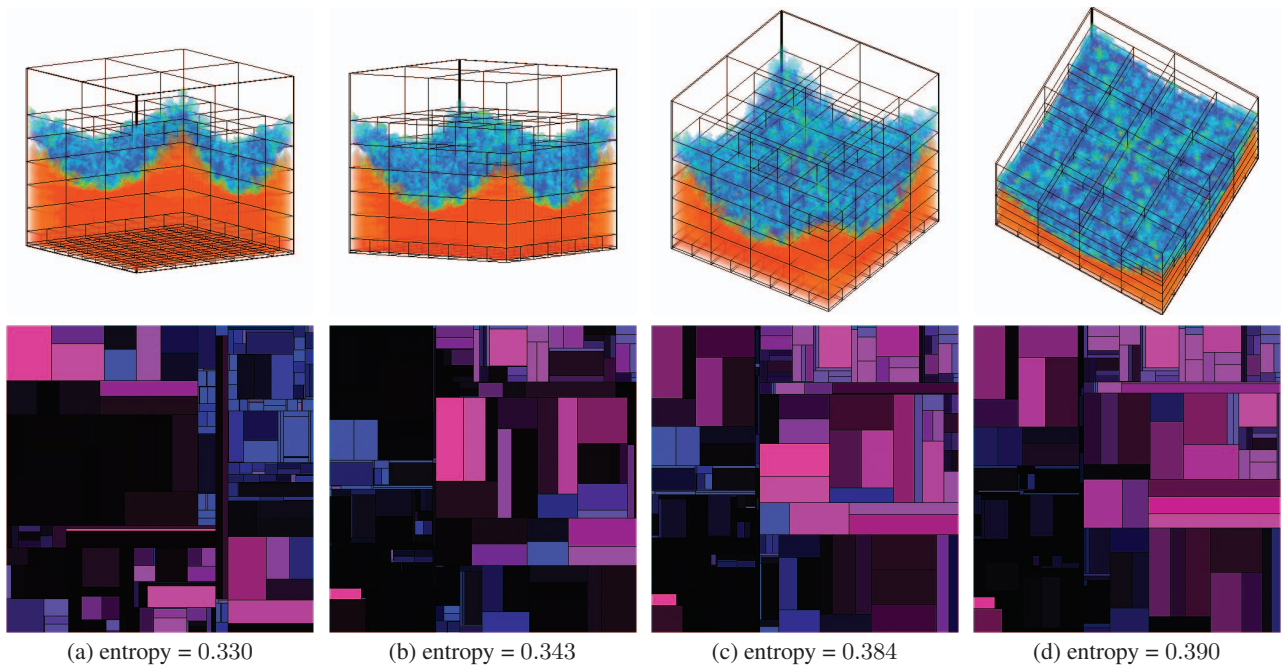 (a) entropy = 0.330
(b) entropy = 0.343
(c) entropy = 0.384
(d) entropy = 0.390